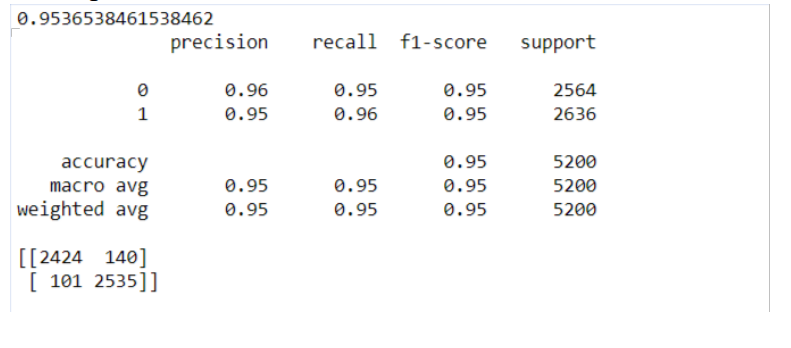 0.9536538461538462
precision recall f1-score support
0 0.96 0.95 0.95 2564
1 0.95 0.96 0.95 2636
accuracy 0.95 5200
macro avg 0.95 0.95 0.95 5200
weighted avg 0.95 0.95 0.95 5200
[[2424 140]
[ 101 2535]]